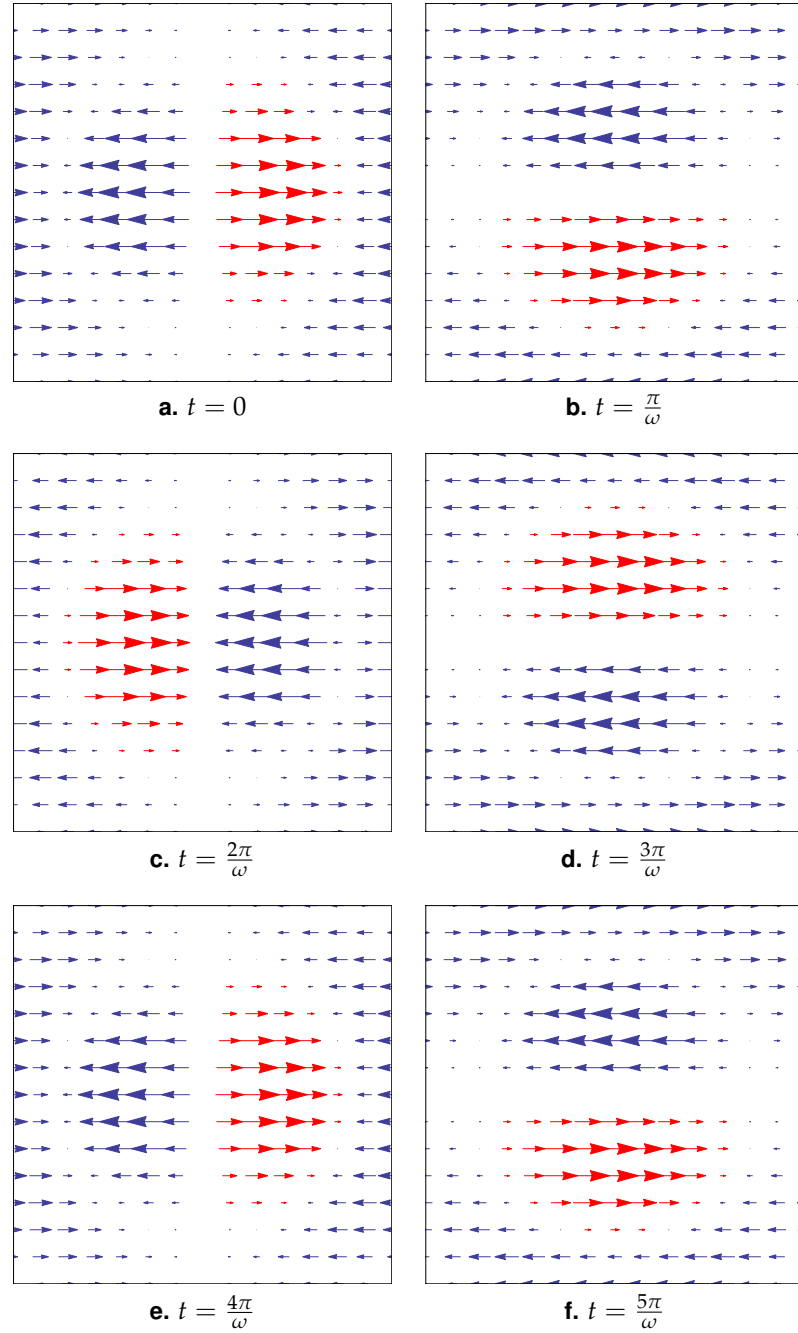 a. t = 0
b. t = π/ω
c. t = 2π/ω
d. t = 3π/ω
e. t = 4π/ω
f. t = 5π/ω